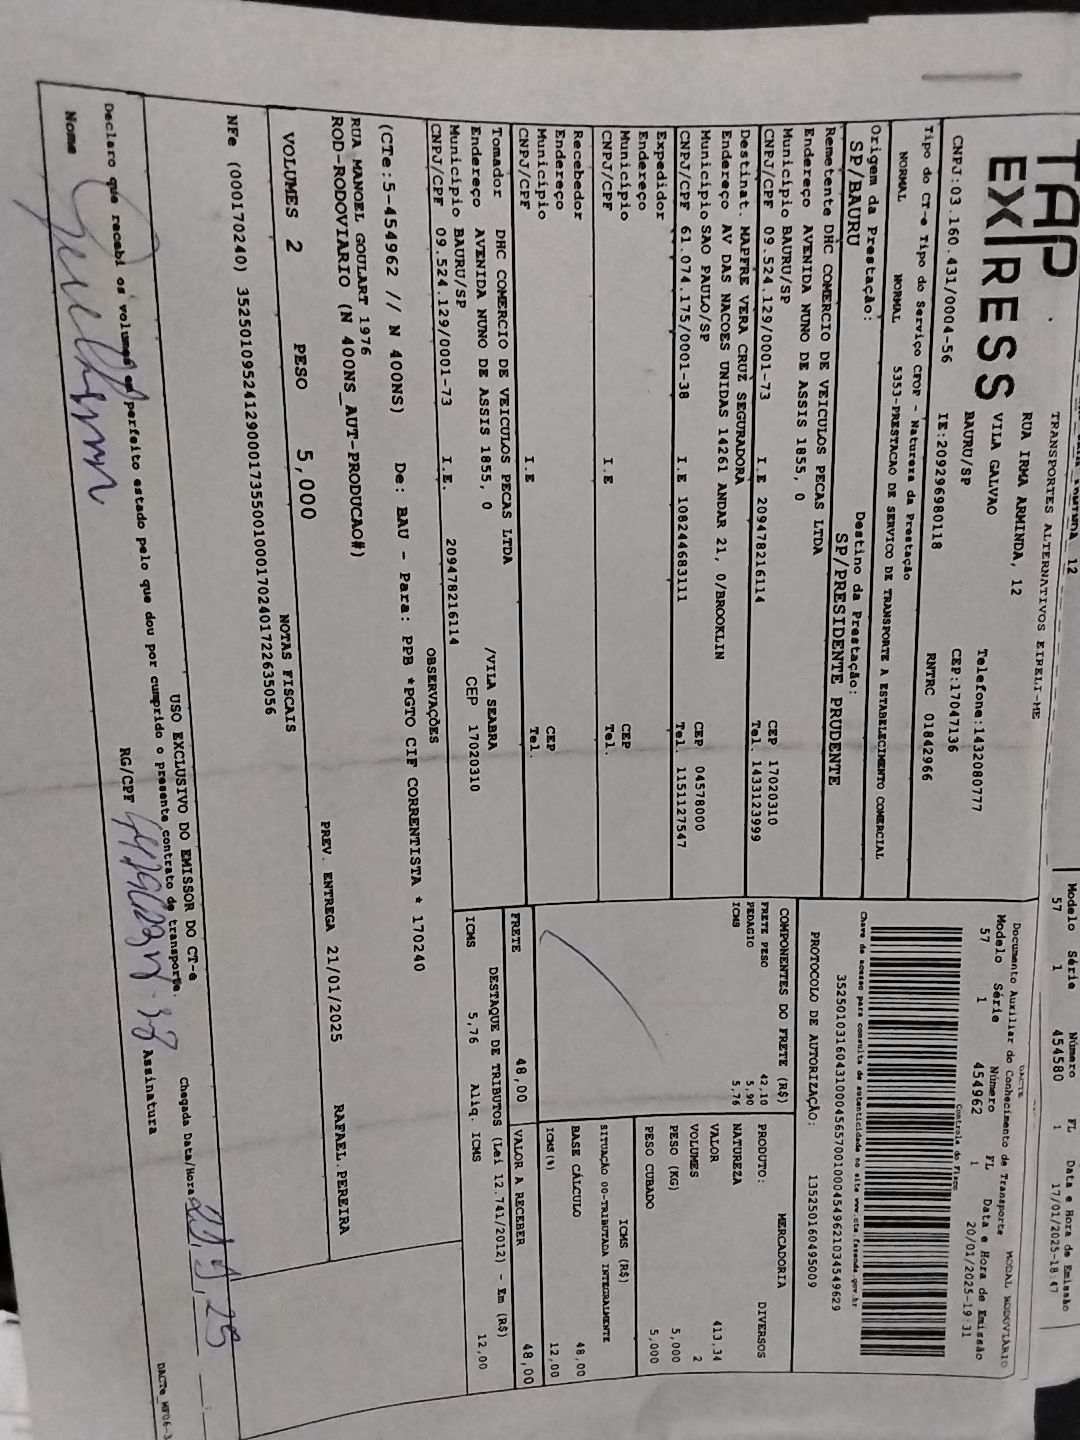 TRANSPORTES ALTERNATIVOS EIRELI-ME
Modelo Série Número FL Data e Hora de Emissão
57 1 454580 1 17/01/2025-18:47
TAP
EXPRESS
RUA IRMA ARMINDA, 12
VILA GALVAO
BAURU/SP
Telefone:1432080777
CEP:17047136
CNPJ:03.160.431/0004-56 IE:209296980118 RNTRC 01842966
DACTE
Documento Auxiliar do Conhecimento de Transporte MODAL RODOVIÁRIO
Modelo Série Número FL Data e Hora de Emissão
57 1 454962 1 20/01/2025-19:31
Controle do Fisco
Chave de acesso para consulta de autenticidade no site www.cte.fazenda.gov.br
35250103160431000456570010004549621034549629
PROTOCOLO DE AUTORIZAÇÃO: 135250160495009
Tipo do CT-e Tipo do Serviço CFOP - Natureza da Prestação
NORMAL NORMAL 5353-PRESTACAO DE SERVICO DE TRANSPORTE A ESTABELECIMENTO COMERCIAL
Origem da Prestação: Destino da Prestação:
SP/BAURU SP/PRESIDENTE PRUDENTE
Remetente DHC COMERCIO DE VEICULOS PECAS LTDA
Endereço AVENIDA NUNO DE ASSIS 1855, 0
Município BAURU/SP CEP 17020310
CNPJ/CPF 09.524.129/0001-73 I.E 209478216114 Tel. 1433123999
Destinat. MAPFRE VERA CRUZ SEGURADORA
Endereço AV DAS NACOES UNIDAS 14261 ANDAR 21, 0/BROOKLIN
Município SAO PAULO/SP CEP 04578000
CNPJ/CPF 61.074.175/0001-38 I.E 108244683111 Tel. 1151127547
Expedidor
Endereço
Município CEP
CNPJ/CPF I.E Tel.
Recebedor
Endereço
Município CEP
CNPJ/CPF I.E Tel.
Tomador DHC COMERCIO DE VEICULOS PECAS LTDA
Endereço AVENIDA NUNO DE ASSIS 1855, 0 /VILA SEABRA
Município BAURU/SP CEP 17020310
CNPJ/CPF 09.524.129/0001-73 I.E. 209478216114
COMPONENTES DO FRETE (R$)
FRETE PESO 42,10
PEDAGIO 5,90
ICMS 5,76
PRODUTO: MERCADORIA DIVERSOS
NATUREZA
VALOR 413,34
VOLUMES 2
PESO (KG) 5,000
PESO CUBADO 5,000
ICMS (R$)
SITUAÇÃO 00-TRIBUTADA INTEGRALMENTE
BASE CÁLCULO 48,00
ICMS(%) 12,00
FRETE 48,00 VALOR A RECEBER 48,00
DESTAQUE DE TRIBUTOS (Lei 12.741/2012) - Em (R$)
ICMS 5,76 Aliq. ICMS 12,00
OBSERVAÇÕES
(CTe:5-454962 // N 400NS) De: BAU - Para: PPB *PGTO CIF CORRENTISTA * 170240
RUA MANOEL GOULART 1976
ROD-RODOVIARIO (N 400NS_AUT-PRODUCAO#)
PREV. ENTREGA 21/01/2025 RAFAEL.PEREIRA
VOLUMES 2 PESO 5,000
NOTAS FISCAIS
NFe (000170240) 35250109524129000173550010001702401722635056
USO EXCLUSIVO DO EMISSOR DO CT-e
Declaro que recebi os volumes em perfeito estado pelo que dou por cumprido o presente contrato de transporte.
Chegada Data/Hora
Nome RG/CPF Assinatura